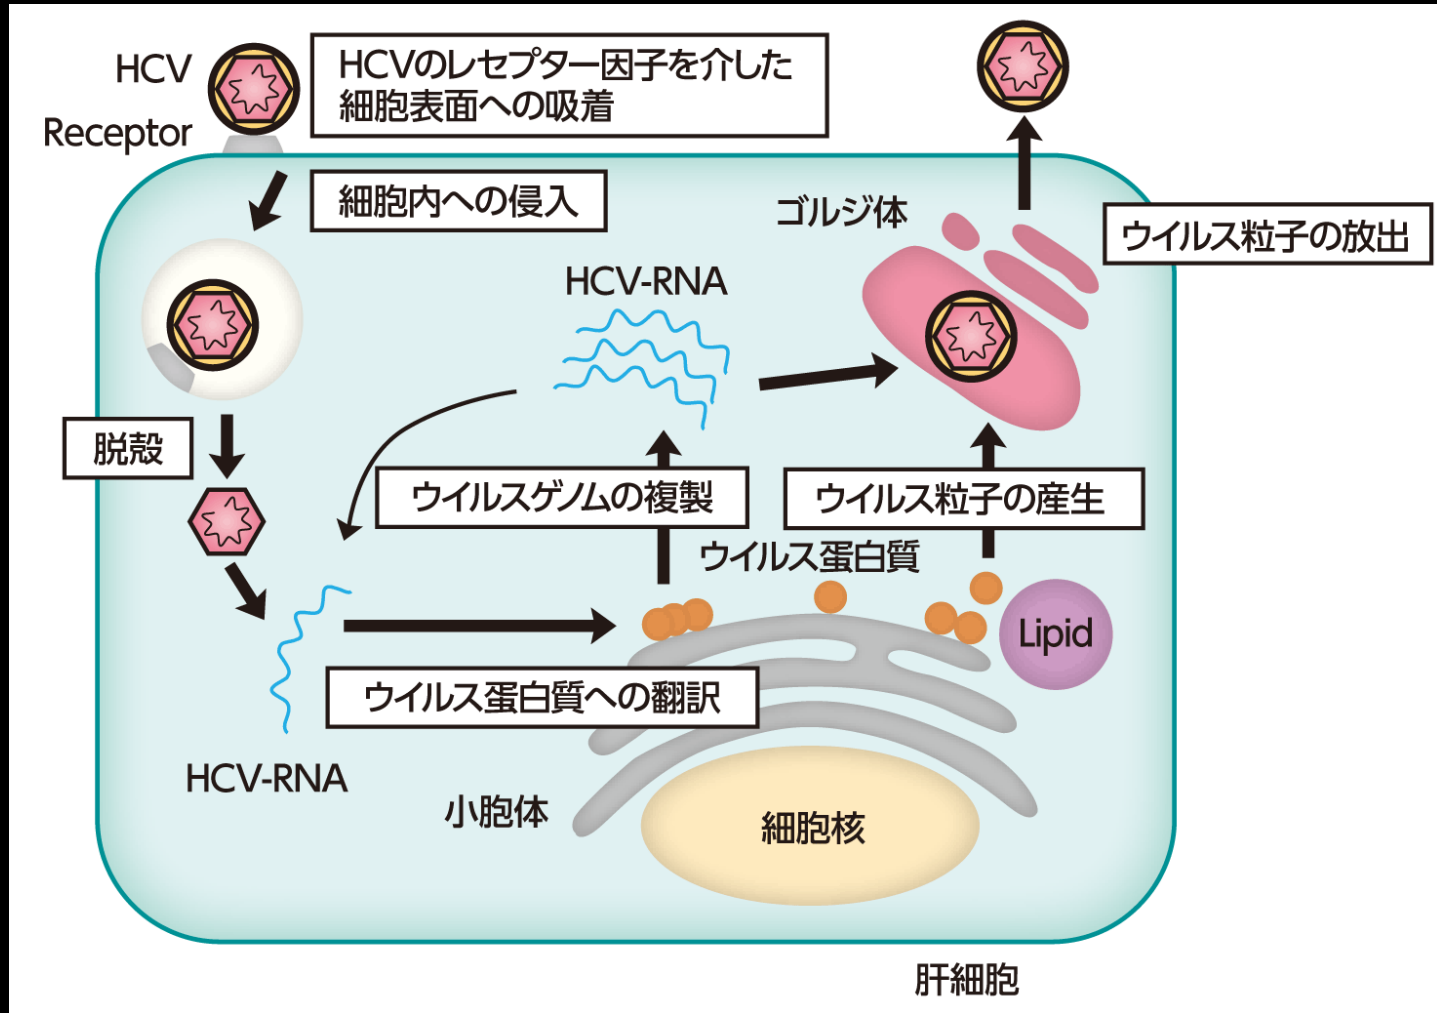 HCV
Receptor
HCVのレセプター因子を介した
細胞表面への吸着
細胞内への侵入
ゴルジ体
ウイルス粒子の放出
HCV-RNA
脱殻
ウイルスゲノムの複製
ウイルス粒子の産生
ウイルス蛋白質
Lipid
ウイルス蛋白質への翻訳
HCV-RNA
小胞体
細胞核
肝細胞